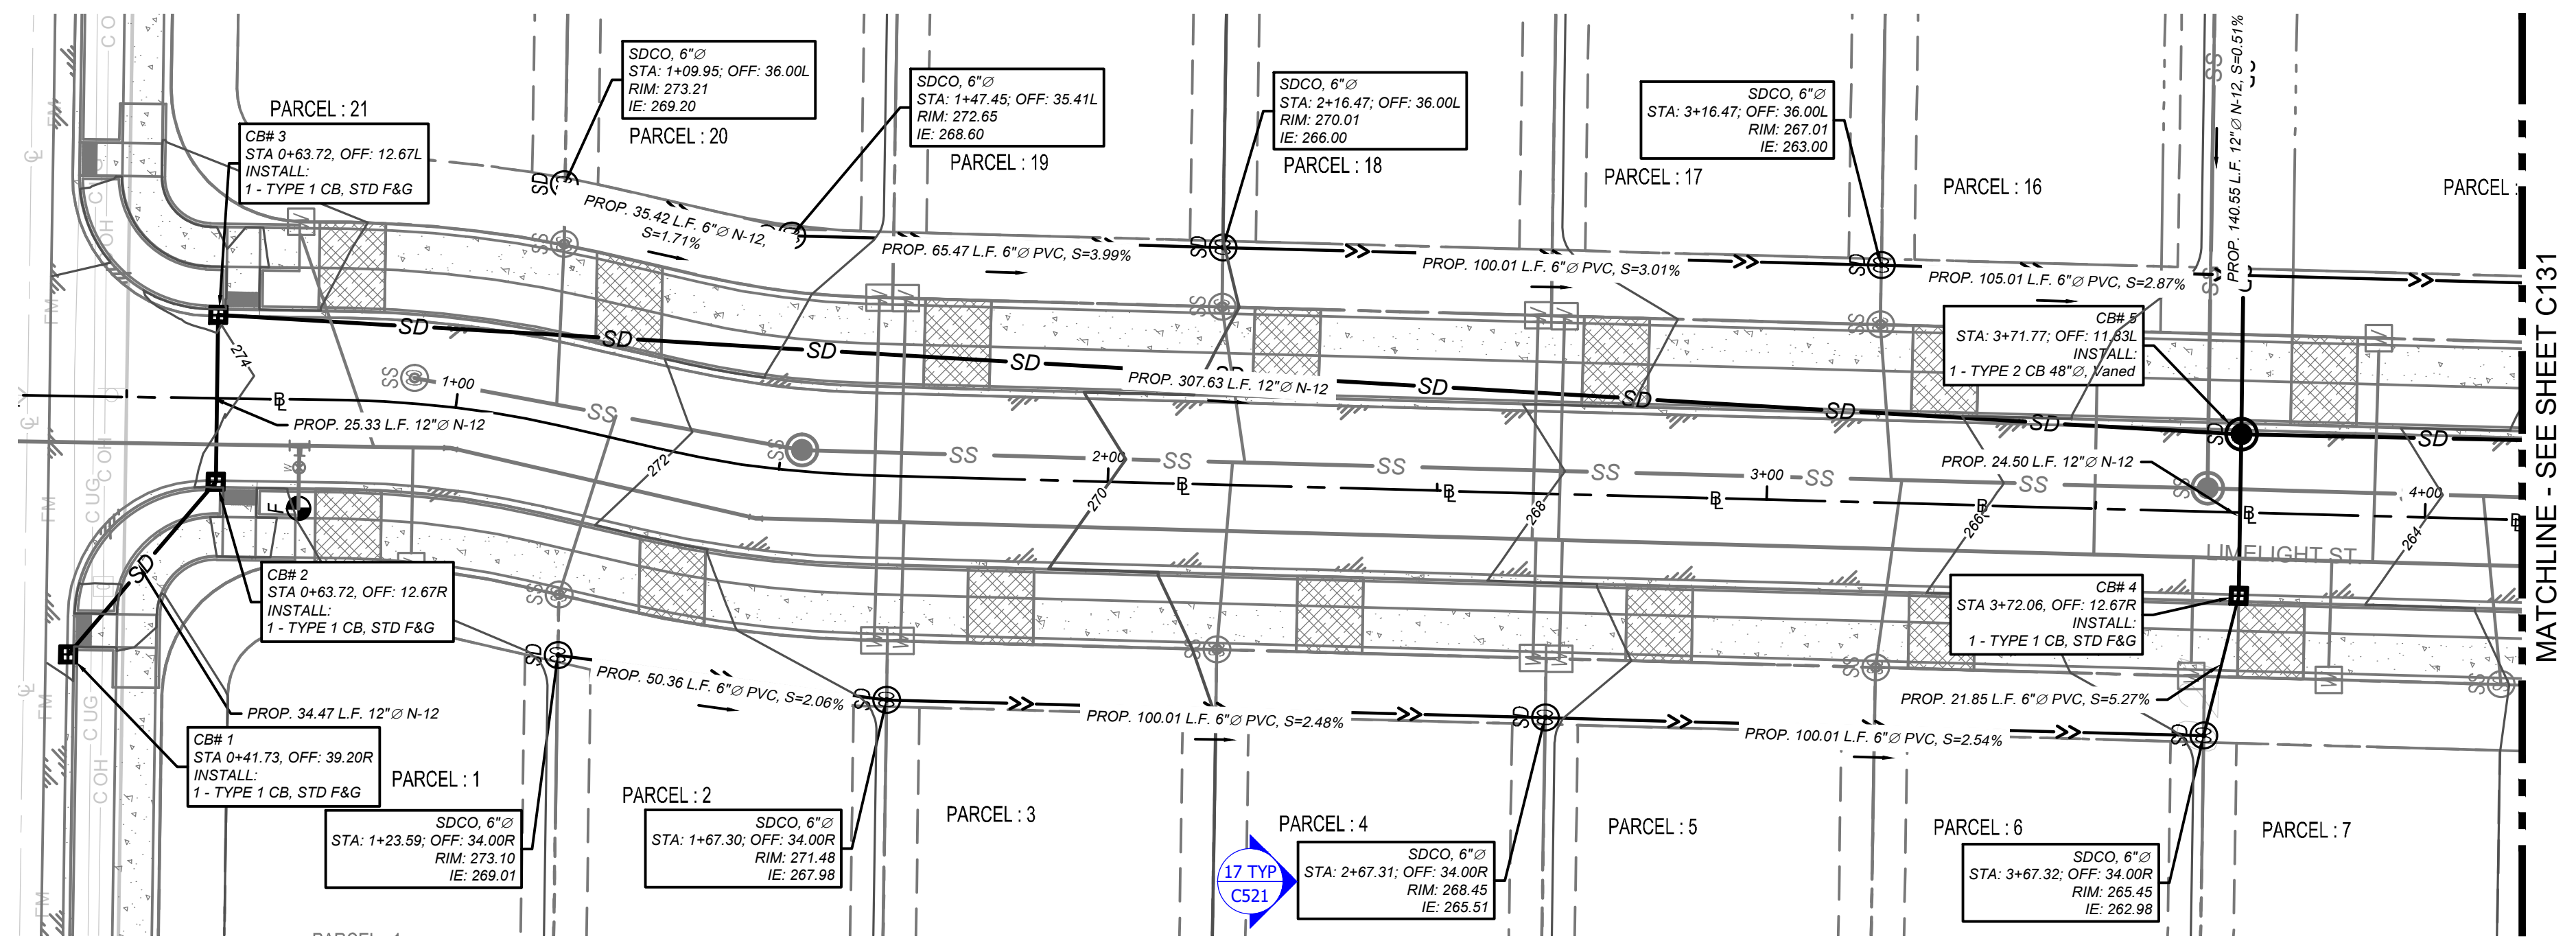 SDCO, 6"Ø
STA: 1+09.95; OFF: 36.00L
RIM: 273.21
IE: 269.20
SDCO, 6"Ø
STA: 1+47.45; OFF: 35.41L
RIM: 272.65
IE: 268.60
SDCO, 6"Ø
STA: 2+16.47; OFF: 36.00L
RIM: 270.01
IE: 266.00
SDCO, 6"Ø
STA: 3+16.47; OFF: 36.00L
RIM: 267.01
IE: 263.00
PARCEL : 21
PARCEL : 20
PARCEL : 19
PARCEL : 18
PARCEL : 17
PARCEL : 16
PARCEL :
CB# 3
STA 0+63.72, OFF: 12.67L
INSTALL:
1 - TYPE 1 CB, STD F&G
PROP. 35.42 L.F. 6"Ø N-12,
S=1.71%
PROP. 65.47 L.F. 6"Ø PVC, S=3.99%
PROP. 100.01 L.F. 6"Ø PVC, S=3.01%
PROP. 105.01 L.F. 6"Ø PVC, S=2.87%
PROP. 140.55 L.F. 12"Ø N-12, S=0.51%
MATCHLINE - SEE SHEET C131
CB# 5
STA: 3+71.77; OFF: 11.83L
INSTALL:
1 - TYPE 2 CB 48"Ø, Vaned
SD
SD
SD
SD
SD
SD
SD
SD
SD
PROP. 307.63 L.F. 12"Ø N-12
274
272
270
268
266
264
1+00
2+00
3+00
4+00
SS
SS
SS
SS
SS
SS
SS
PROP. 25.33 L.F. 12"Ø N-12
PROP. 24.50 L.F. 12"Ø N-12
LIMELIGHT ST.
F
SD
CB# 2
STA 0+63.72, OFF: 12.67R
INSTALL:
1 - TYPE 1 CB, STD F&G
CB# 4
STA 3+72.06, OFF: 12.67R
INSTALL:
1 - TYPE 1 CB, STD F&G
PROP. 50.36 L.F. 6"Ø PVC, S=2.06%
PROP. 100.01 L.F. 6"Ø PVC, S=2.48%
PROP. 100.01 L.F. 6"Ø PVC, S=2.54%
PROP. 21.85 L.F. 6"Ø PVC, S=5.27%
PROP. 34.47 L.F. 12"Ø N-12
CB# 1
STA 0+41.73, OFF: 39.20R
INSTALL:
1 - TYPE 1 CB, STD F&G
PARCEL : 1
PARCEL : 2
PARCEL : 3
PARCEL : 4
PARCEL : 5
PARCEL : 6
PARCEL : 7
SDCO, 6"Ø
STA: 1+23.59; OFF: 34.00R
RIM: 273.10
IE: 269.01
SDCO, 6"Ø
STA: 1+67.30; OFF: 34.00R
RIM: 271.48
IE: 267.98
17 TYP
C521
SDCO, 6"Ø
STA: 2+67.31; OFF: 34.00R
RIM: 268.45
IE: 265.51
SDCO, 6"Ø
STA: 3+67.32; OFF: 34.00R
RIM: 265.45
IE: 262.98